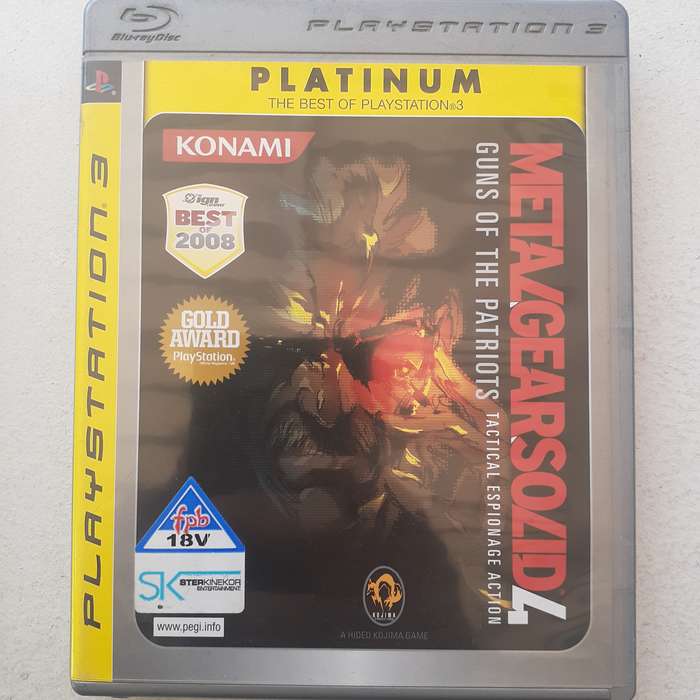 Blu-ray Disc
PLAYSTATION 3
PLATINUM
THE BEST OF PLAYSTATION®3
PLAYSTATION 3
KONAMI
ign
BEST
OF
2008
GOLD
AWARD
PlayStation
METAL GEAR SOLID 4
GUNS OF THE PATRIOTS
TACTICAL ESPIONAGE ACTION
fpb
18V
SK
STERKINEKOR
ENTERTAINMENT
www.pegi.info
KOJIMA
A HIDEO KOJIMA GAME